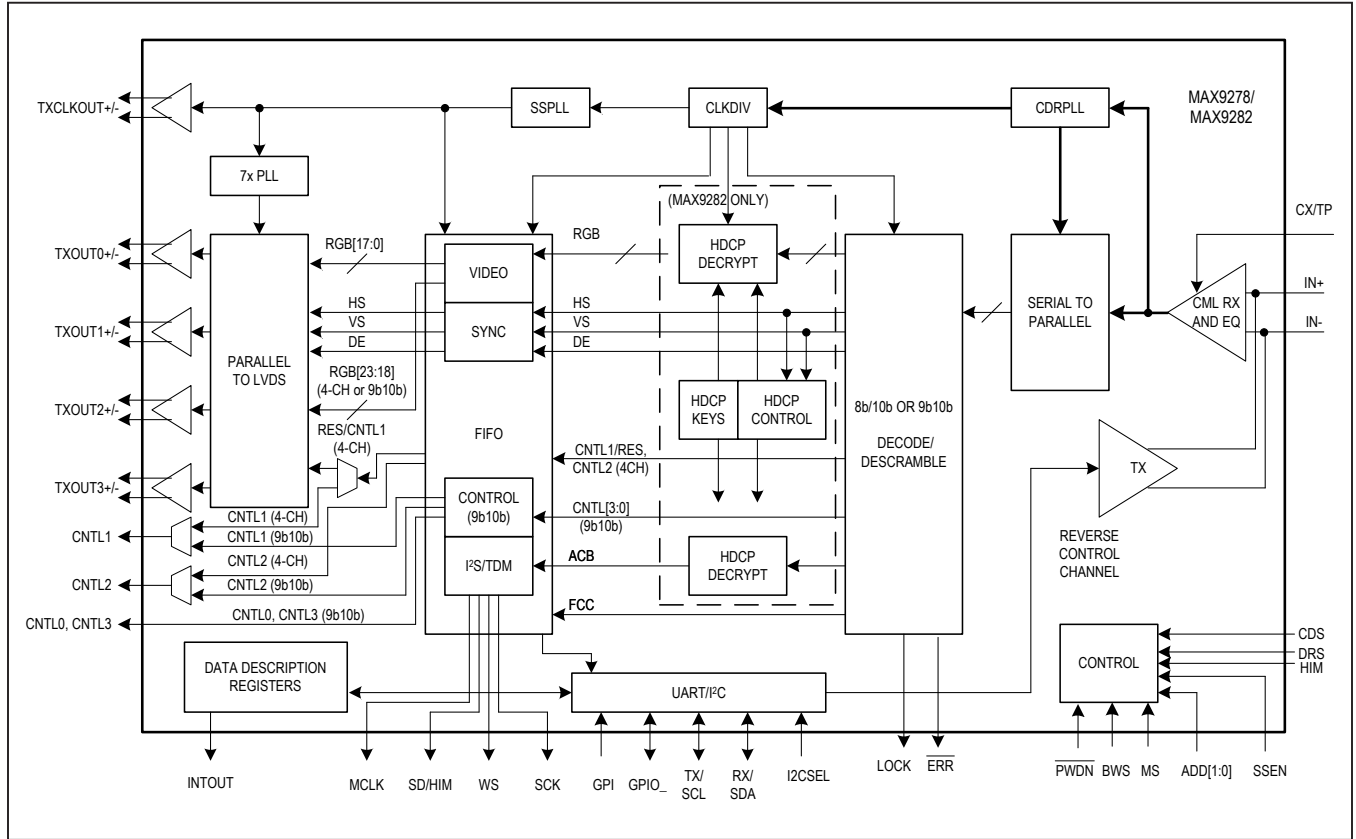 MAX9278/
MAX9282
TXCLKOUT+/-
SSPLL
CLKDIV
CDRPLL
7x PLL
(MAX9282 ONLY)
CX/TP
TXOUT0+/-
RGB[17:0]
VIDEO
RGB
HDCP
DECRYPT
IN+
IN-
CML RX
AND EQ
SERIAL TO
PARALLEL
HS
VS
DE
SYNC
HS
VS
DE
TXOUT1+/-
PARALLEL
TO LVDS
RGB[23:18]
(4-CH or 9b10b)
TXOUT2+/-
RES/CNTL1
(4-CH)
FIFO
HDCP
KEYS
HDCP
CONTROL
8b/10b OR 9b10b
DECODE/
DESCRAMBLE
CNTL1/RES,
CNTL2 (4CH)
TX
TXOUT3+/-
CONTROL
(9b10b)
CNTL[3:0]
(9b10b)
CNTL1 (4-CH)
CNTL1
CNTL1 (9b10b)
REVERSE
CONTROL
CHANNEL
I²S/TDM
ACB
HDCP
DECRYPT
CNTL2 (4-CH)
CNTL2
CNTL2 (9b10b)
FCC
CNTL0, CNTL3
CNTL0, CNTL3 (9b10b)
DATA DESCRIPTION
REGISTERS
UART/I²C
CONTROL
CDS
DRS
HIM
INTOUT
MCLK
SD/HIM
WS
SCK
GPI
GPIO_
TX/
SCL
RX/
SDA
I2CSEL
LOCK
ERR
PWDN
BWS
MS
ADD[1:0]
SSEN